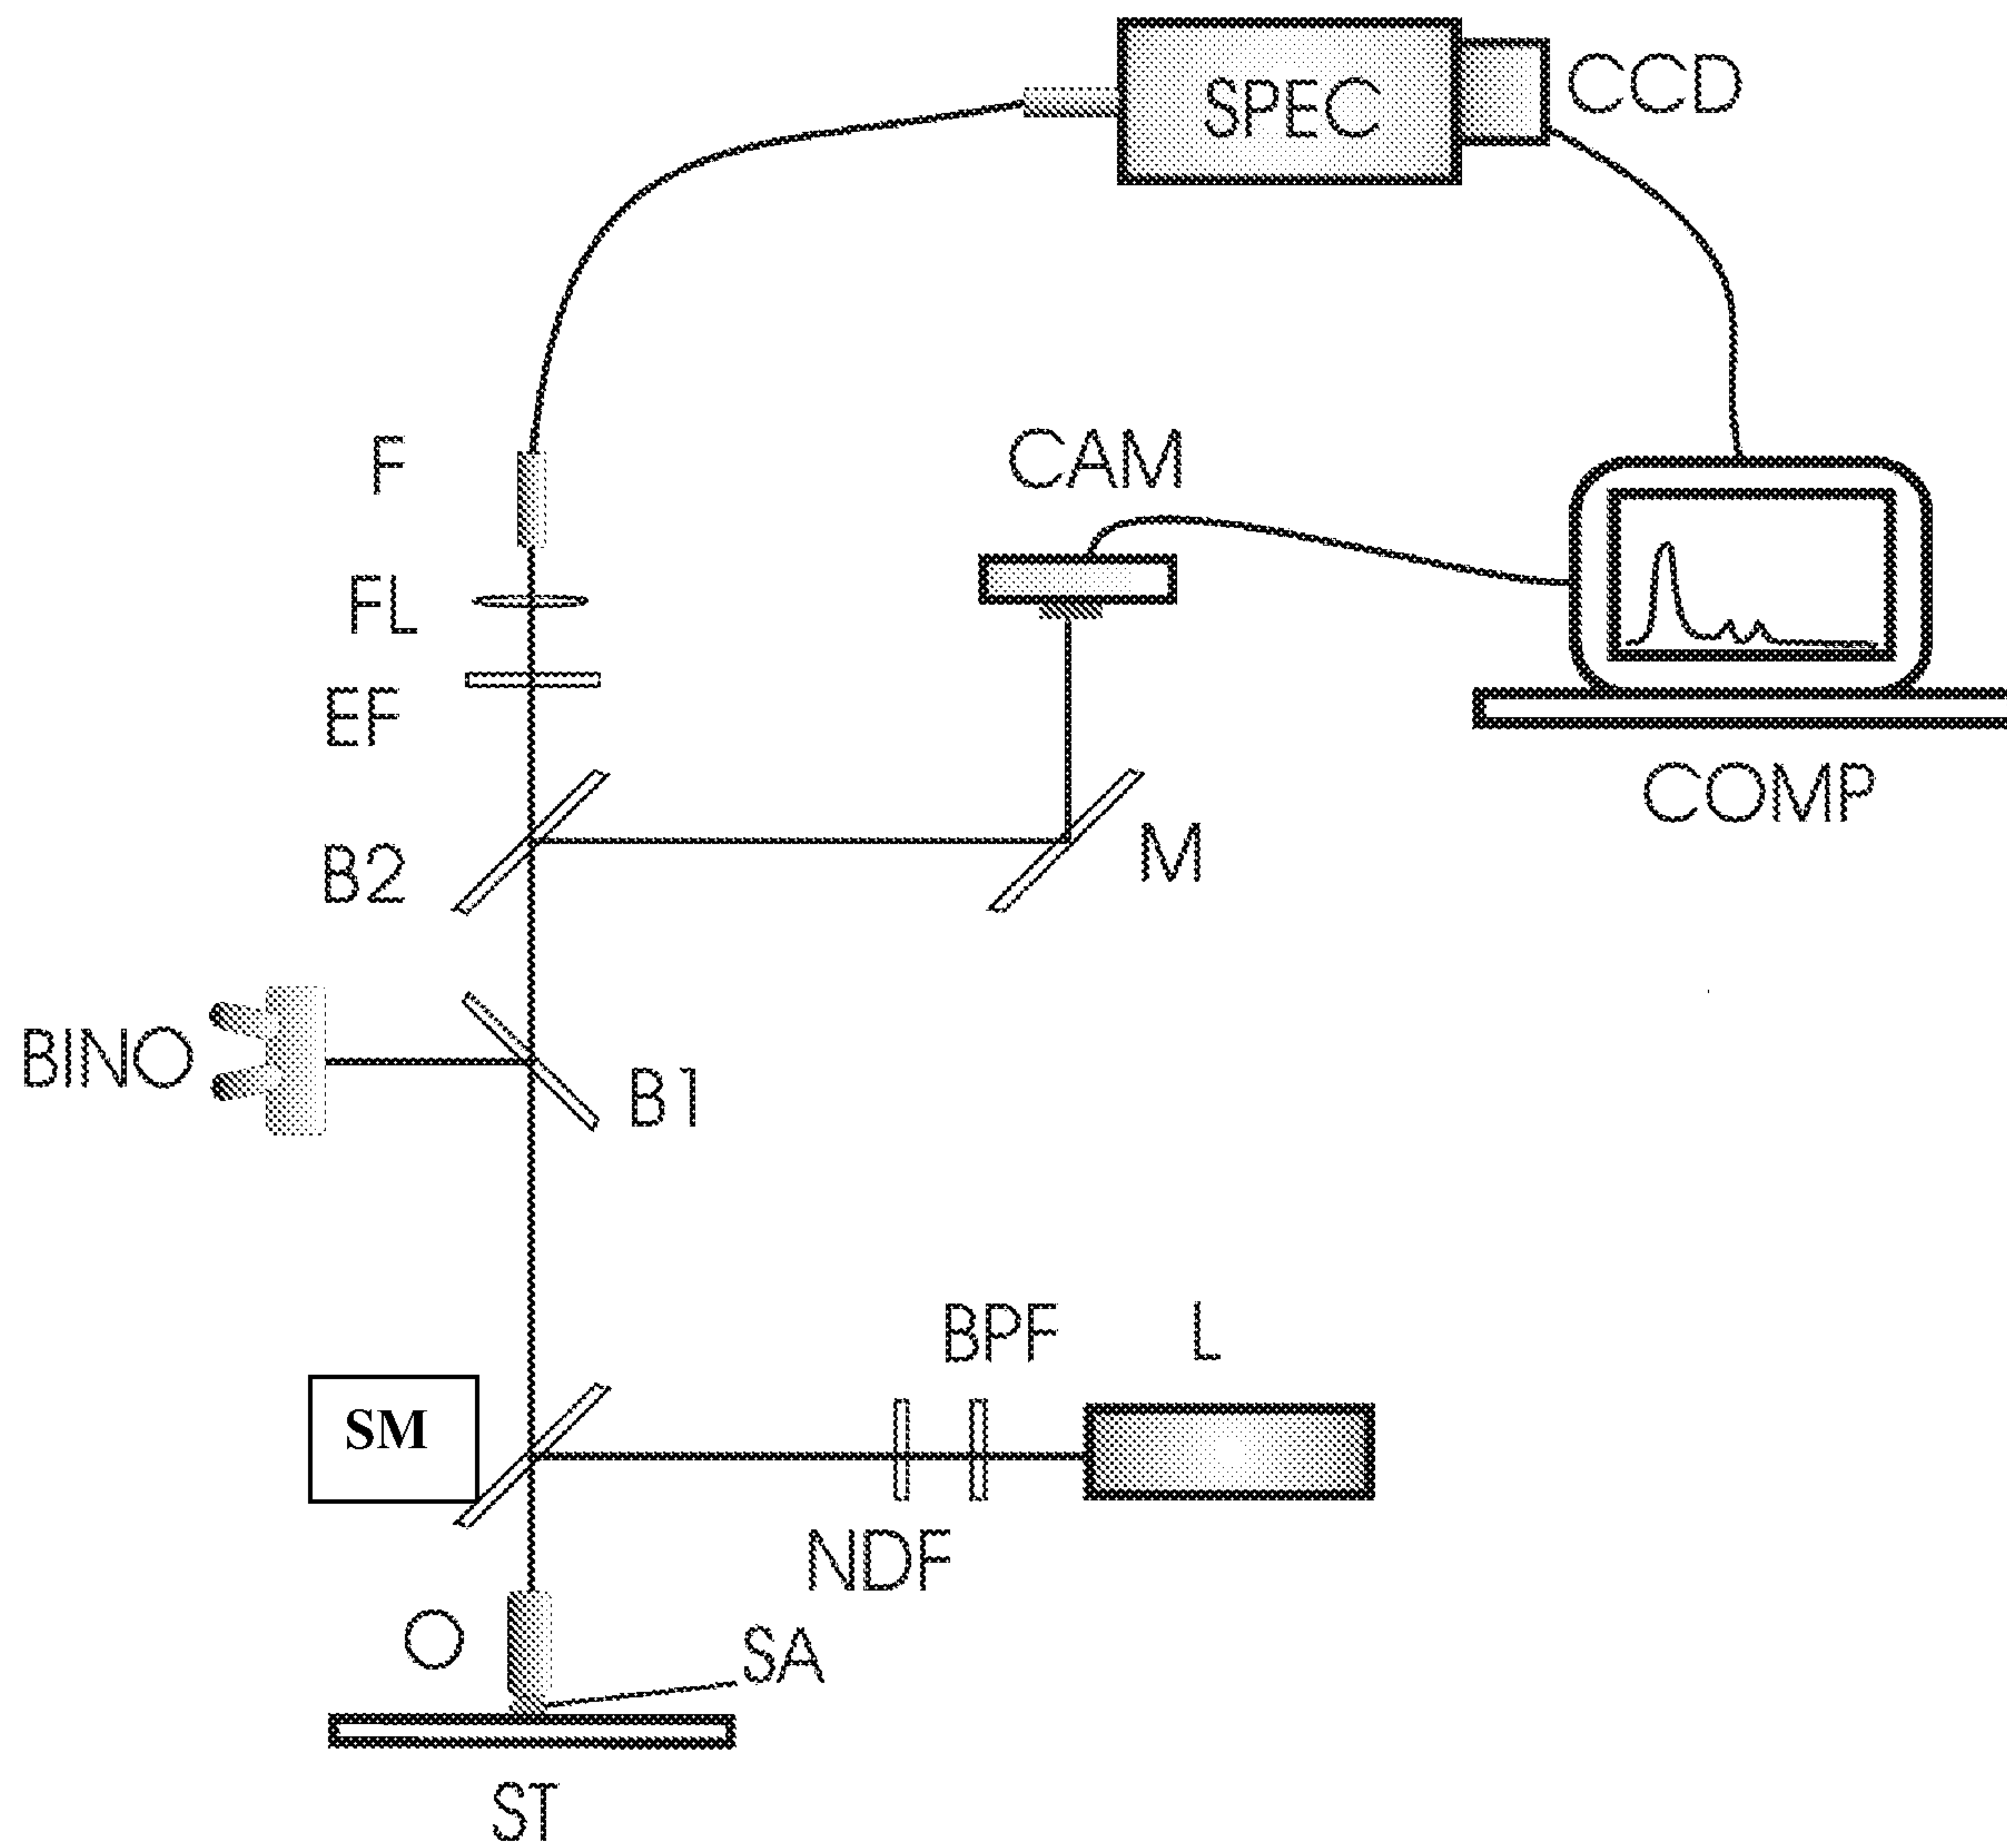 SPEC
CCD
F
CAM
FL
EF
COMP
B2
M
BINO
B1
BPF
L
SM
NDF
O
SA
ST